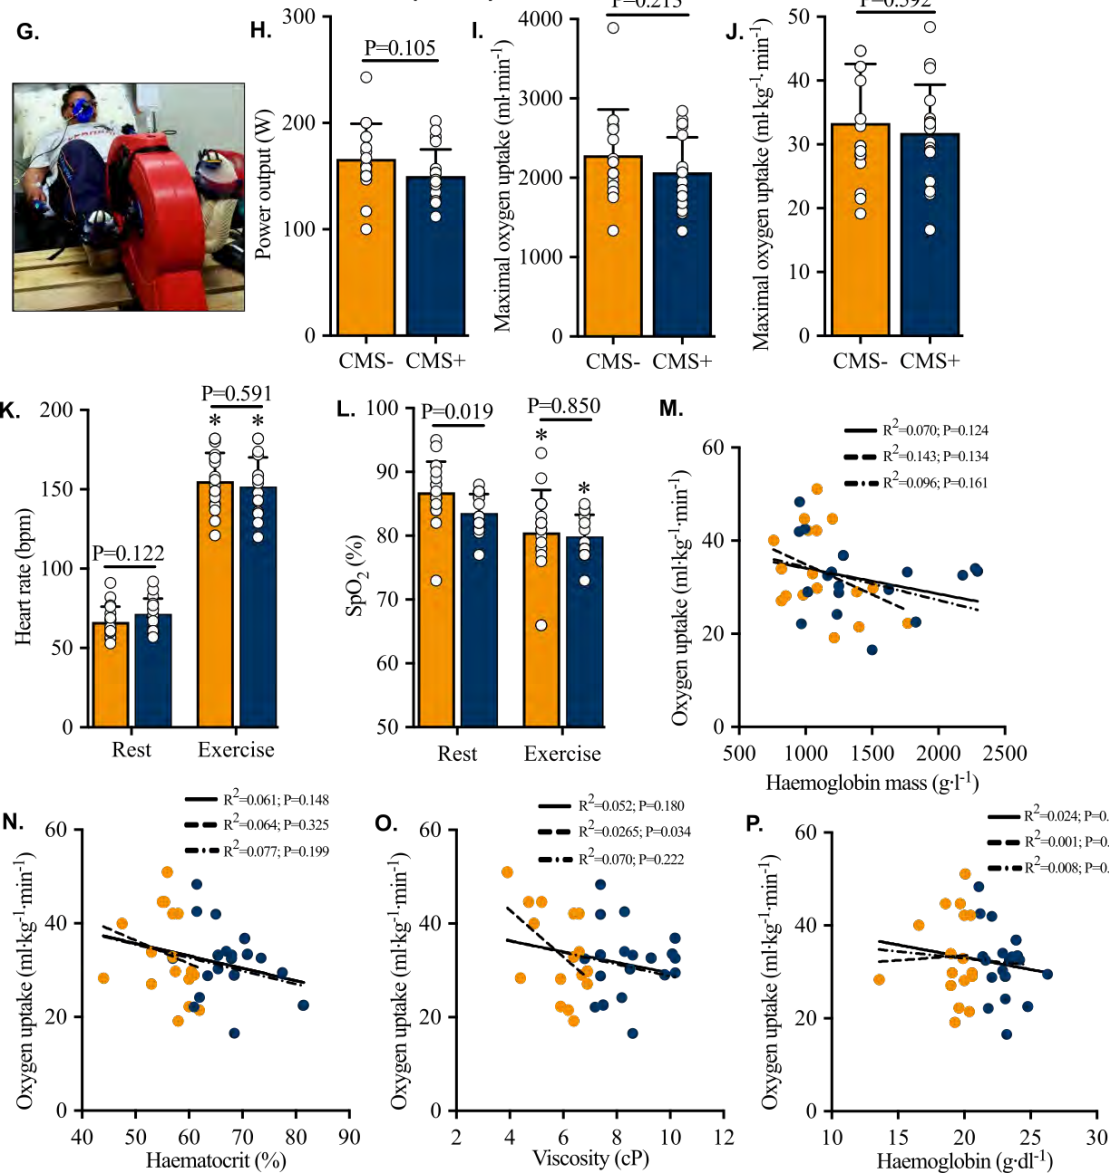 G.
H.
Power output (W)
300
200
100
0
P=0.105
CMS- CMS+
I.
Maximal oxygen uptake (ml·min-1)
4000
3000
2000
1000
0
P=0.213
CMS- CMS+
J.
Maximal oxygen uptake (ml·kg-1·min-1)
50
40
30
20
10
0
P=0.592
CMS- CMS+
K.
Heart rate (bpm)
200
150
100
50
0
P=0.122
P=0.591
* *
Rest Exercise
L.
SpO2 (%)
100
90
80
70
60
50
P=0.019
P=0.850
* *
Rest Exercise
M.
R2=0.070; P=0.124
R2=0.143; P=0.134
R2=0.096; P=0.161
Oxygen uptake (ml·kg-1·min-1)
60
40
20
0
500 1000 1500 2000 2500
Haemoglobin mass (g·l-1)
N.
R2=0.061; P=0.148
R2=0.064; P=0.325
R2=0.077; P=0.199
Oxygen uptake (ml·kg-1·min-1)
60
40
20
0
40 50 60 70 80 90
Haematocrit (%)
O.
R2=0.052; P=0.180
R2=0.0265; P=0.034
R2=0.070; P=0.222
Oxygen uptake (ml·kg-1·min-1)
60
40
20
0
2 4 6 8 10 12
Viscosity (cP)
P.
R2=0.024; P=0.
R2=0.001; P=0.
R2=0.008; P=0.
Oxygen uptake (ml·kg-1·min-1)
60
40
20
0
10 15 20 25 30
Haemoglobin (g·dl-1)